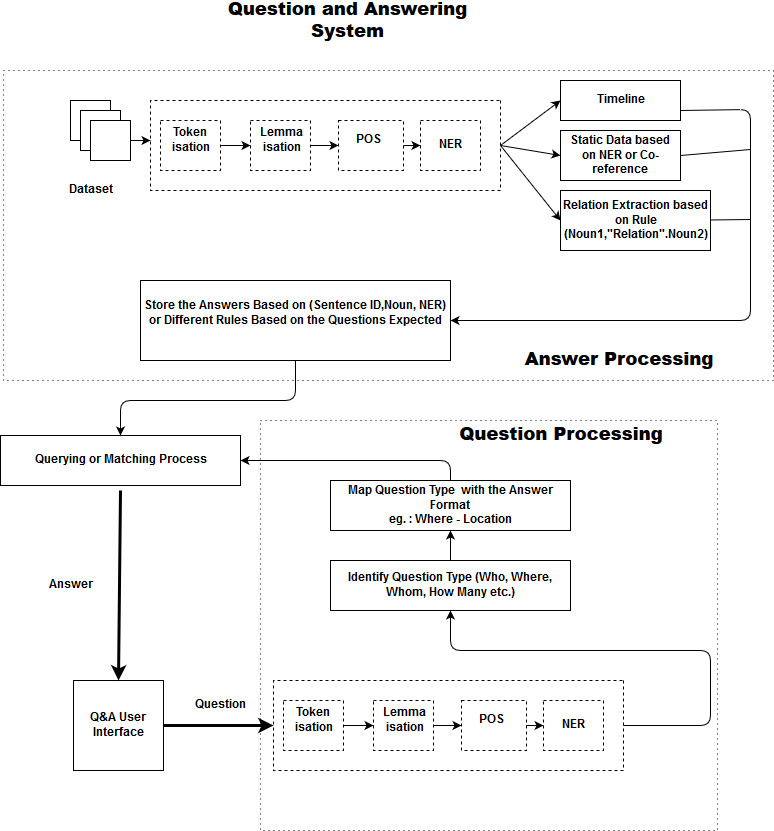 Question and Answering
System
Token
isation
Lemma
isation
POS
NER
Dataset
Timeline
Static Data based
on NER or Co-
reference
Relation Extraction based
on Rule
(Noun1,"Relation".Noun2)
Store the Answers Based on (Sentence ID,Noun, NER)
or Different Rules Based on the Questions Expected
Answer Processing
Question Processing
Querying or Matching Process
Map Question Type with the Answer
Format
eg. : Where - Location
Identify Question Type (Who, Where,
Whom, How Many etc.)
Answer
Q&A User
Interface
Question
Token
isation
Lemma
isation
POS
NER